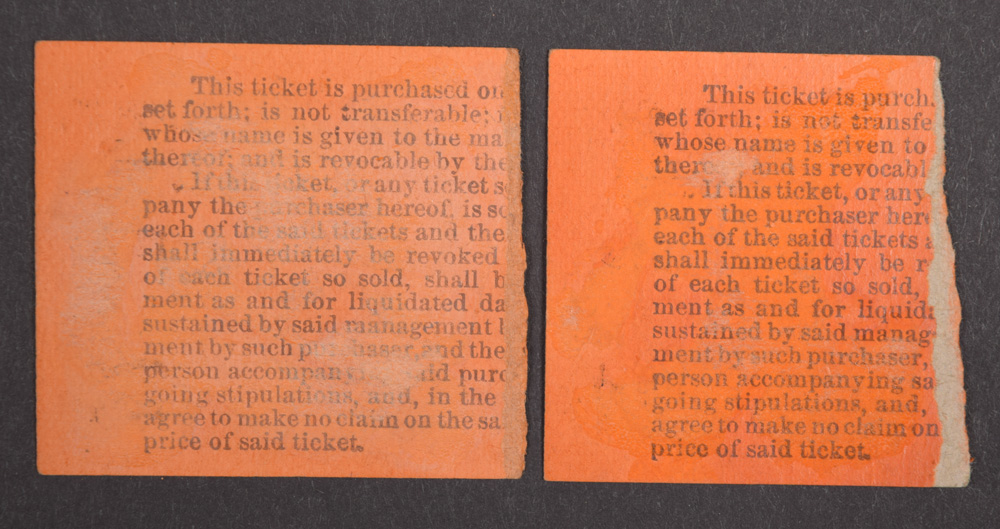 This ticket is purchased on
set forth; is not transferable;
whose name is given to the ma
thereof; and is revocable by the
If this ticket, or any ticket s
pany the purchaser hereof, is so
each of the said tickets and the
shall immediately be revoked
of each ticket so sold, shall b
ment as and for liquidated da
sustained by said management
ment by such purchaser and the
person accompanying said purc
going stipulations, and, in the
agree to make no claim on the sa
price of said ticket.
This ticket is purch
set forth; is not transfe
whose name is given to
and is revocabl
If this ticket, or any
pany the purchaser her
each of the said tickets a
shall immediately be r
of each ticket so sold,
ment as and for liquida
sustained by said manag
ment by such purchaser,
person accompanying sa
going stipulations, and,
agree to make no claim on
price of said ticket.